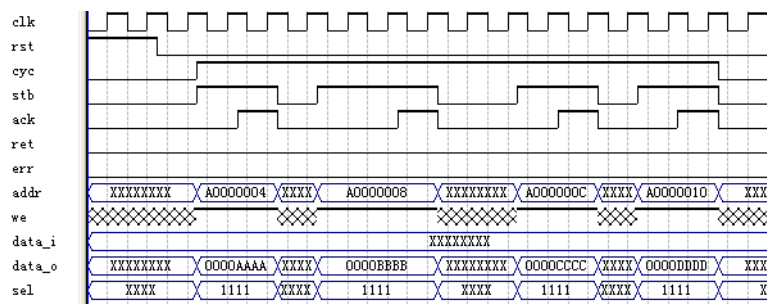 clk
rst
cyc
stb
ack
ret
err
addr XXXXXXXX A0000004 XXXX A0000008 XXXXXXXX A000000C XXXX A0000010 XXX
we
data_i XXXXXXXX
data_o XXXXXXXX 0000AAAA XXXX 0000BBBB XXXXXXXX 0000CCCC XXXX 0000DDDD XXX
sel XXXX 1111 XXXX 1111 XXXX 1111 XXXX 1111 X